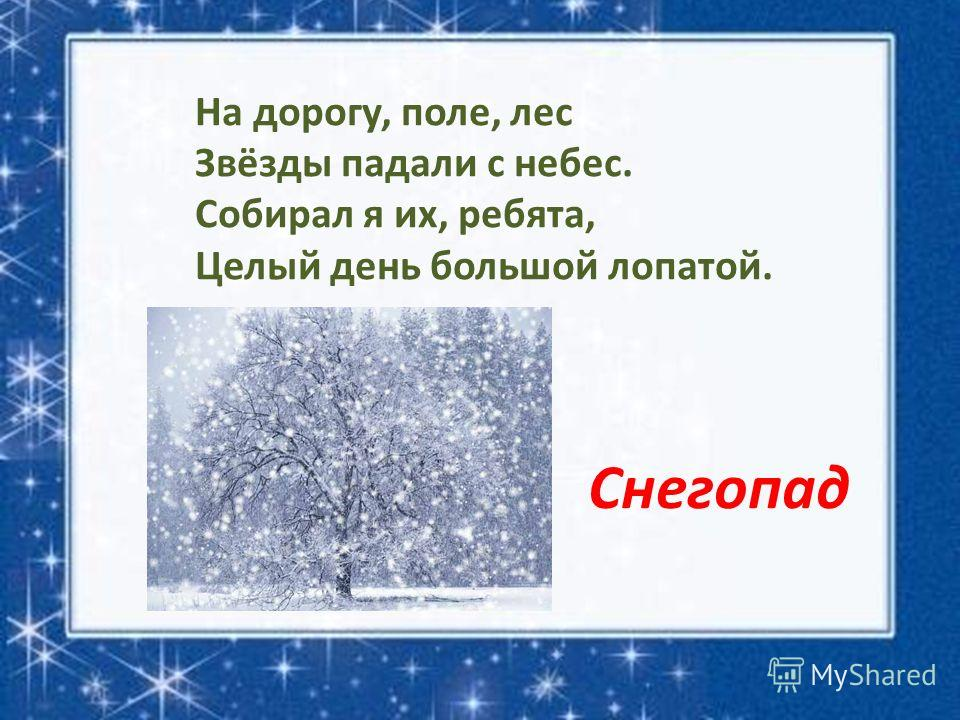 На дорогу, поле, лес
Звёзды падали с небес.
Собирал я их, ребята,
Целый день большой лопатой.
Снегопад
MyShared